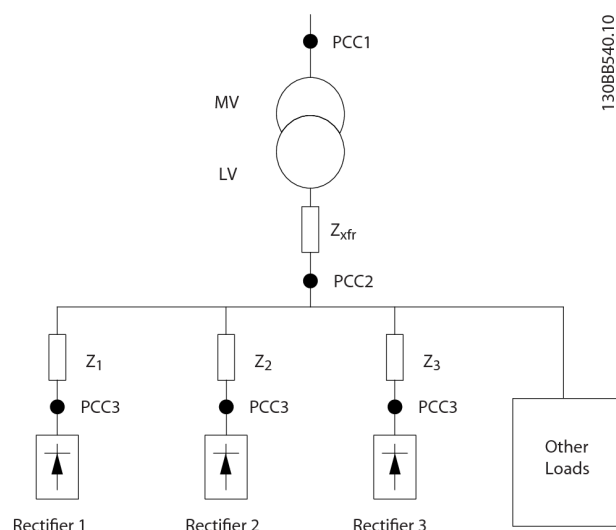 PCC1
130BB540.10
MV
LV
Zxfr
PCC2
Z1
Z2
Z3
PCC3
PCC3
PCC3
Other
Loads
Rectifier 1
Rectifier 2
Rectifier 3